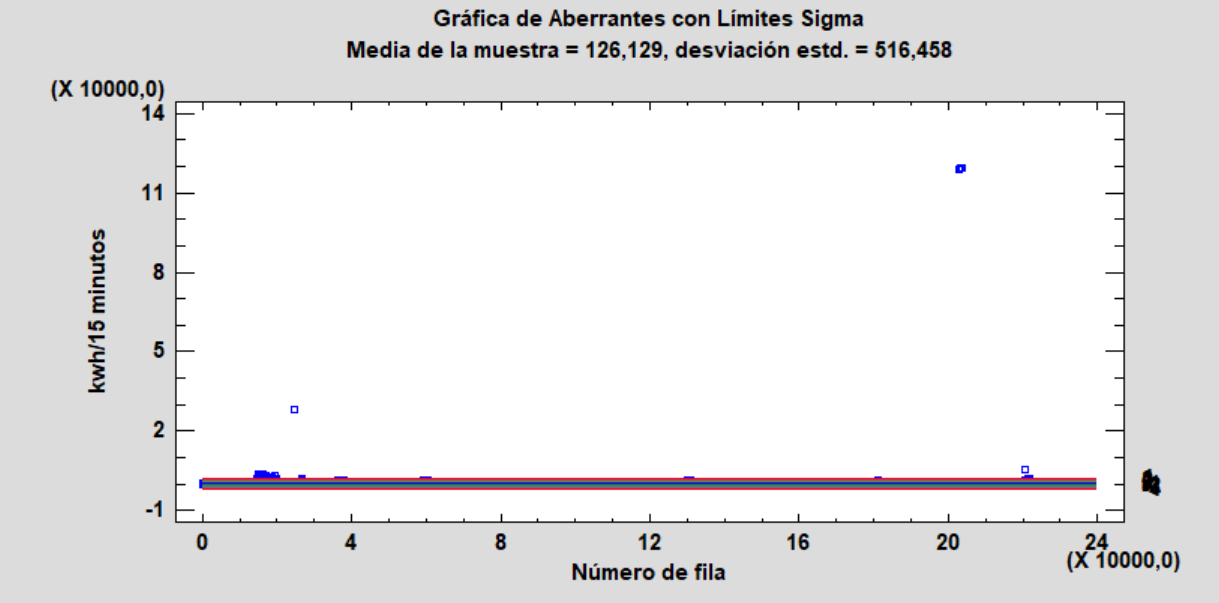 Gráfica de Aberrantes con Límites Sigma
Media de la muestra = 126,129, desviación estd. = 516,458
(X 10000,0)
14
11
8
5
2
-1
kwh/15 minutos
0 4 8 12 16 20 24
(X 10000,0)
Número de fila